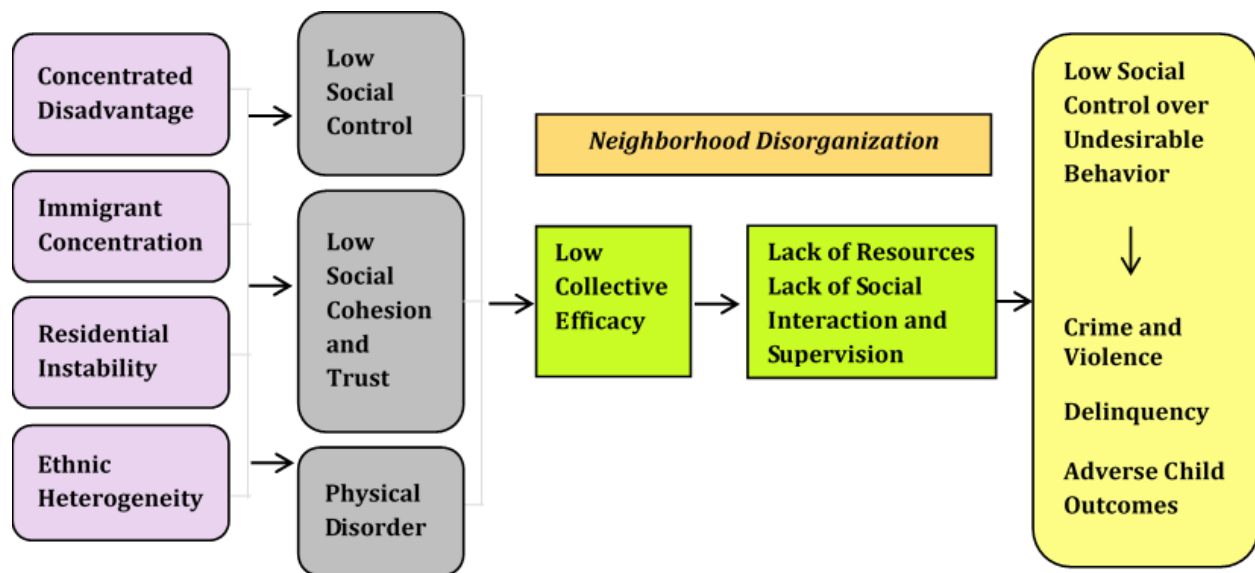 Concentrated
Disadvantage
Immigrant
Concentration
Residential
Instability
Ethnic
Heterogeneity
Low
Social
Control
Low
Social
Cohesion
and
Trust
Physical
Disorder
Neighborhood Disorganization
Low
Collective
Efficacy
Lack of Resources
Lack of Social
Interaction and
Supervision
Low Social
Control over
Undesirable
Behavior
Crime and
Violence
Delinquency
Adverse Child
Outcomes